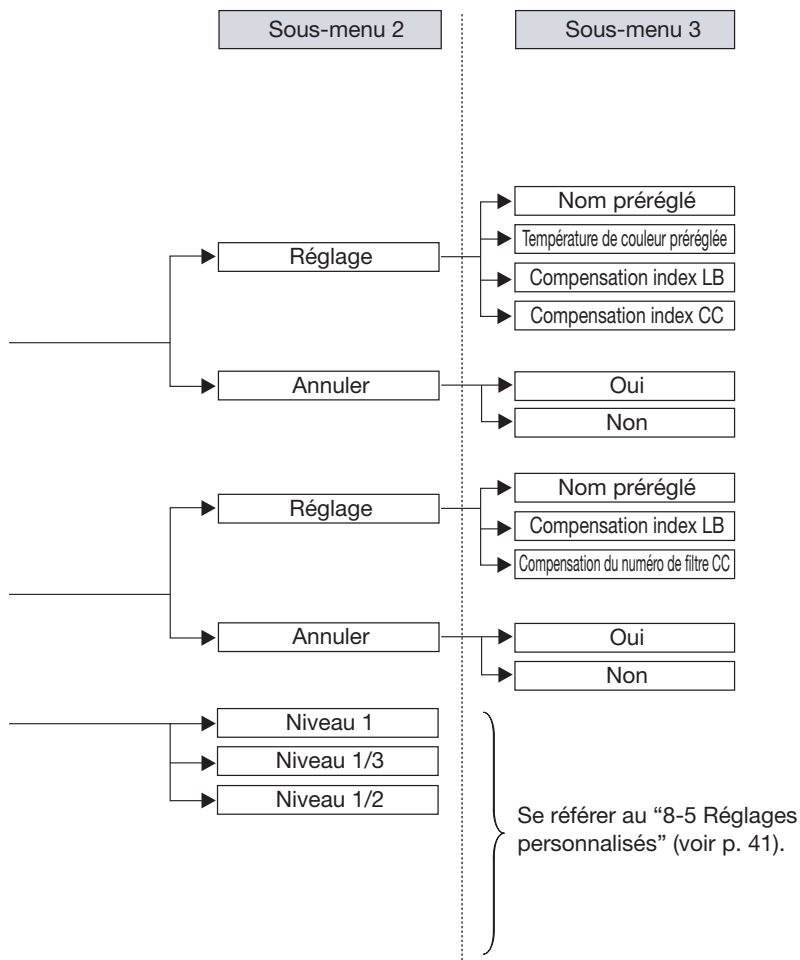 Sous-menu 2
Sous-menu 3
Réglage
Nom préréglé
Température de couleur préréglée
Compensation index LB
Compensation index CC
Annuler
Oui
Non
Réglage
Nom préréglé
Compensation index LB
Compensation du numéro de filtre CC
Annuler
Oui
Non
Niveau 1
Niveau 1/3
Niveau 1/2
Se référer au “8-5 Réglages
personnalisés” (voir p. 41).